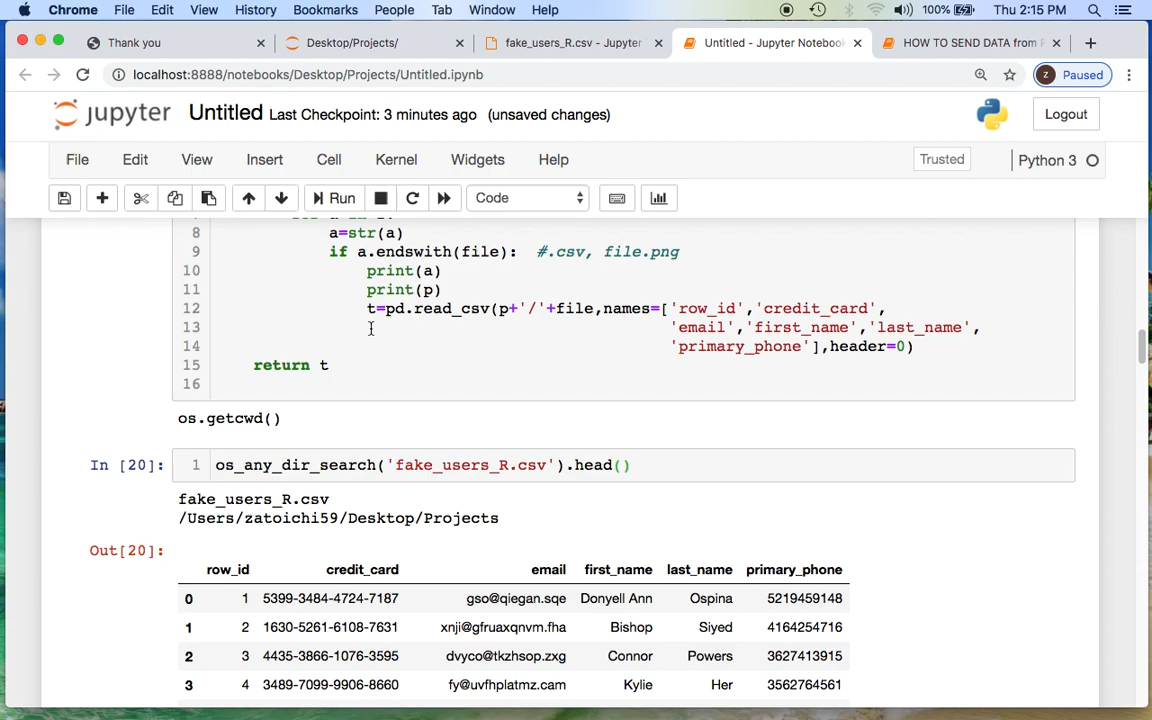 Chrome File Edit View History Bookmarks People Tab Window Help 100% Thu 2:15 PM
Thank you Desktop/Projects/ fake_users_R.csv - Jupyter Untitled - Jupyter Notebook HOW TO SEND DATA from
localhost:8888/notebooks/Desktop/Projects/Untitled.ipynb z Paused
jupyter Untitled Last Checkpoint: 3 minutes ago (unsaved changes) Logout
File Edit View Insert Cell Kernel Widgets Help Trusted Python 3
Run Code
8 a=str(a)
9 if a.endswith(file): #.csv, file.png
10 print(a)
11 print(p)
12 t=pd.read_csv(p+'/'+file,names=['row_id','credit_card',
13 'email','first_name','last_name',
14 'primary_phone'],header=0)
15 return t
16
os.getcwd()
In [20]: 1 os_any_dir_search('fake_users_R.csv').head()
fake_users_R.csv
/Users/zatoichi59/Desktop/Projects
Out[20]:
row_id credit_card email first_name last_name primary_phone
0 1 5399-3484-4724-7187 gso@qiegan.sqe Donyell Ann Ospina 5219459148
1 2 1630-5261-6108-7631 xnji@gfruaxqnvm.fha Bishop Siyed 4164254716
2 3 4435-3866-1076-3595 dvyco@tkzhsop.zxg Connor Powers 3627413915
3 4 3489-7099-9906-8660 fy@uvfhplatmz.cam Kylie Her 3562764561